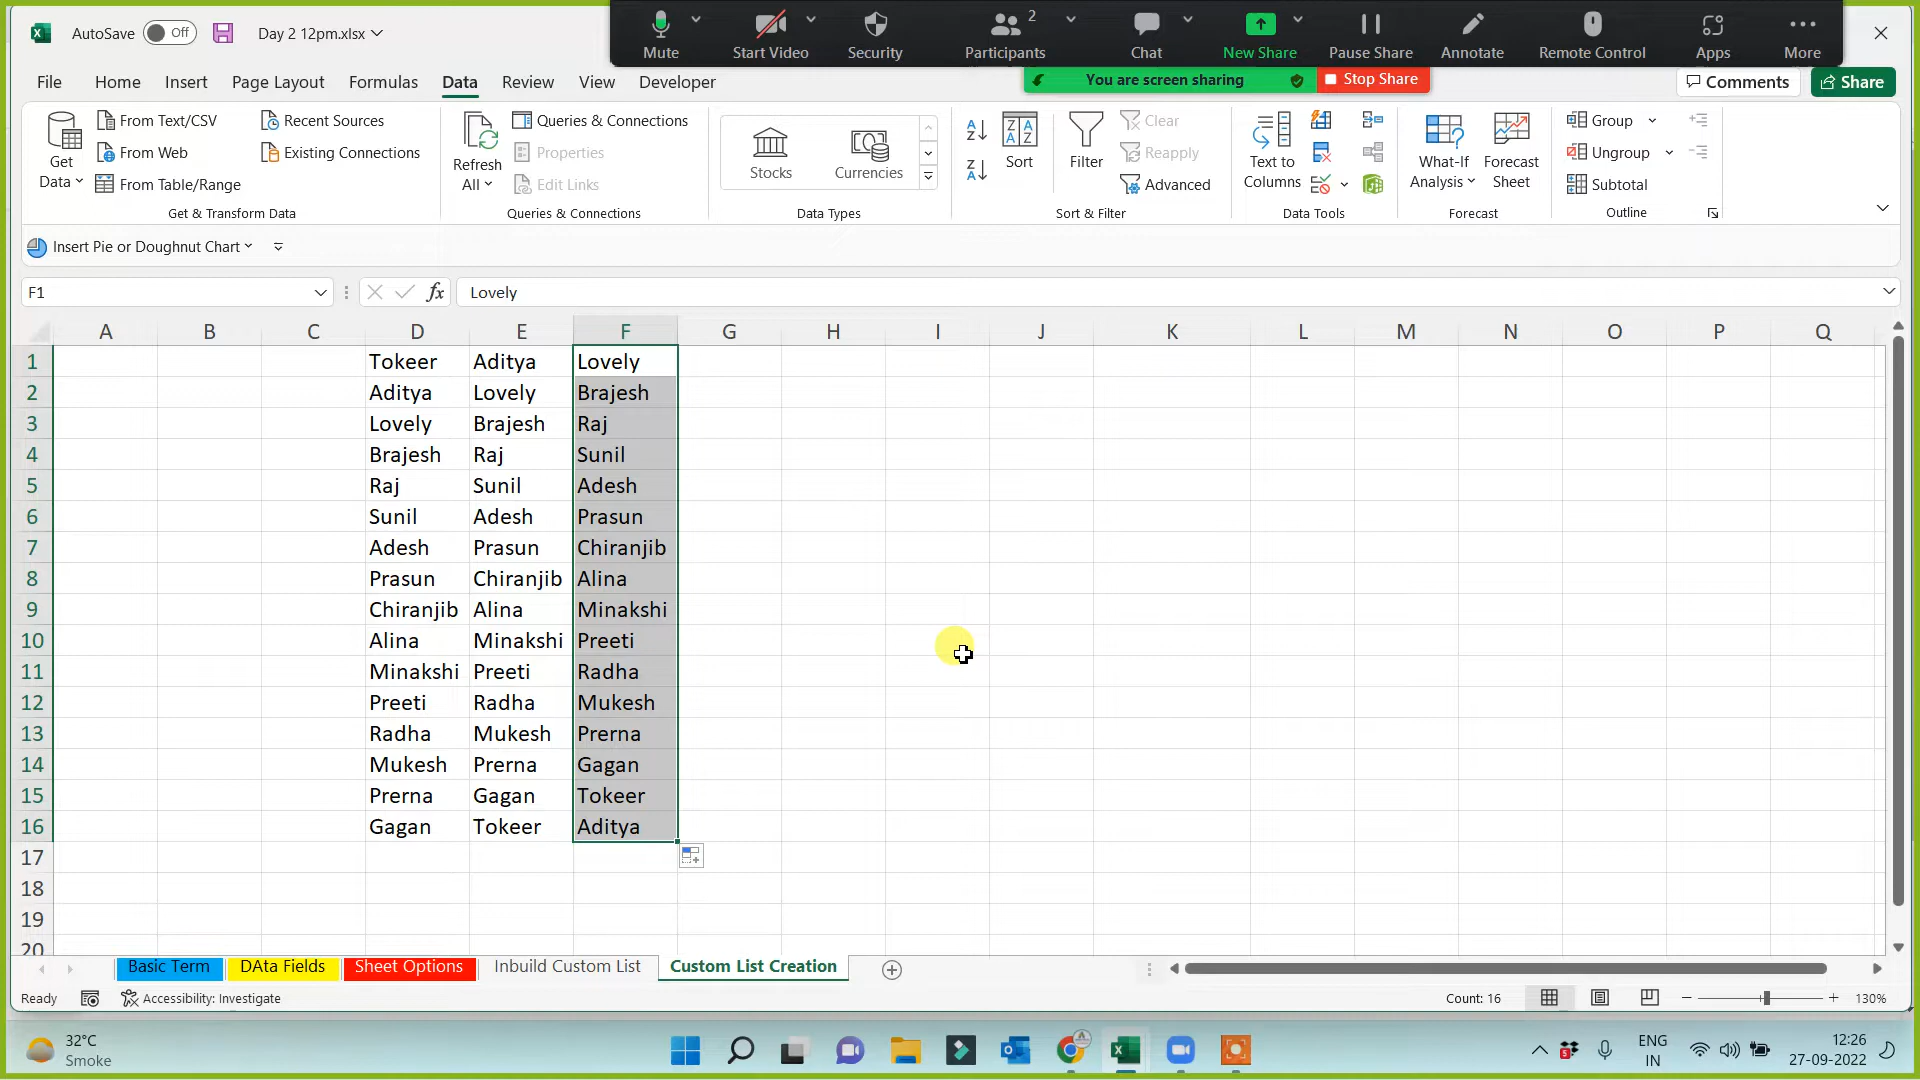 AutoSave Off Day 2 12pm.xlsx
Mute Start Video Security Participants 2 Chat New Share Pause Share Annotate Remote Control Apps More
You are screen sharing Stop Share
File Home Insert Page Layout Formulas Data Review View Developer
Comments Share
Get Data
From Text/CSV
From Web
From Table/Range
Recent Sources
Existing Connections
Get & Transform Data
Refresh All
Queries & Connections
Properties
Edit Links
Queries & Connections
Stocks Currencies
Data Types
Sort Filter
Clear
Reapply
Advanced
Sort & Filter
Text to Columns
Data Tools
What-If Analysis
Forecast Sheet
Forecast
Group
Ungroup
Subtotal
Outline
Insert Pie or Doughnut Chart
F1 fx Lovely
A B C D E F G H I J K L M N O P Q
1 Tokeer Aditya Lovely
2 Aditya Lovely Brajesh
3 Lovely Brajesh Raj
4 Brajesh Raj Sunil
5 Raj Sunil Adesh
6 Sunil Adesh Prasun
7 Adesh Prasun Chiranjib
8 Prasun Chiranjib Alina
9 Chiranjib Alina Minakshi
10 Alina Minakshi Preeti
11 Minakshi Preeti Radha
12 Preeti Radha Mukesh
13 Radha Mukesh Prerna
14 Mukesh Prerna Gagan
15 Prerna Gagan Tokeer
16 Gagan Tokeer Aditya
17
18
19
20
Basic Term DAta Fields Sheet Options Inbuild Custom List Custom List Creation
Ready Accessibility: Investigate Count: 16 130%
32°C
Smoke
ENG
IN
12:26
27-09-2022